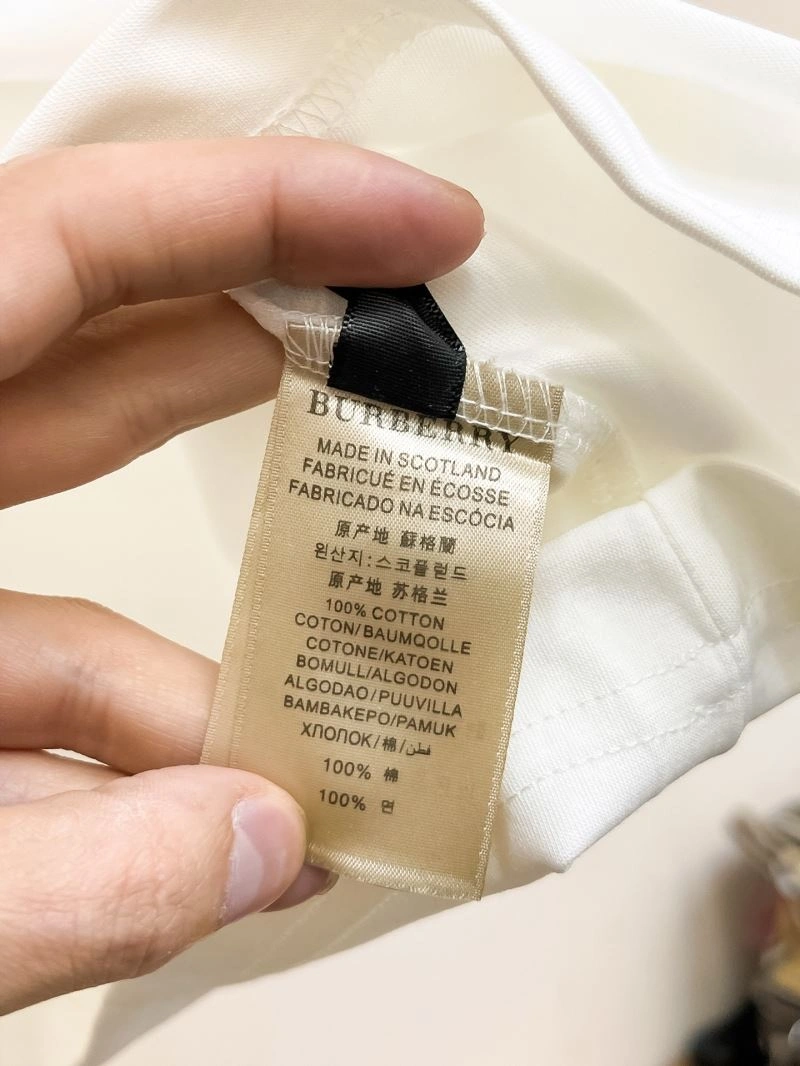 BURBERRY
MADE IN SCOTLAND
FABRICUÉ EN ÉCOSSE
FABRICADO NA ESCÓCIA
原产地 蘇格蘭
원산지:스코플런드
原产地 苏格兰
100% COTTON
COTON/BAUMQOLLE
COTONE/KATOEN
BOMULL/ALGODON
ALGODAO/PUUVILLA
BAMBAKEPO/PAMUK
ХЛОПОК/棉/قطن
100% 棉
100% 면